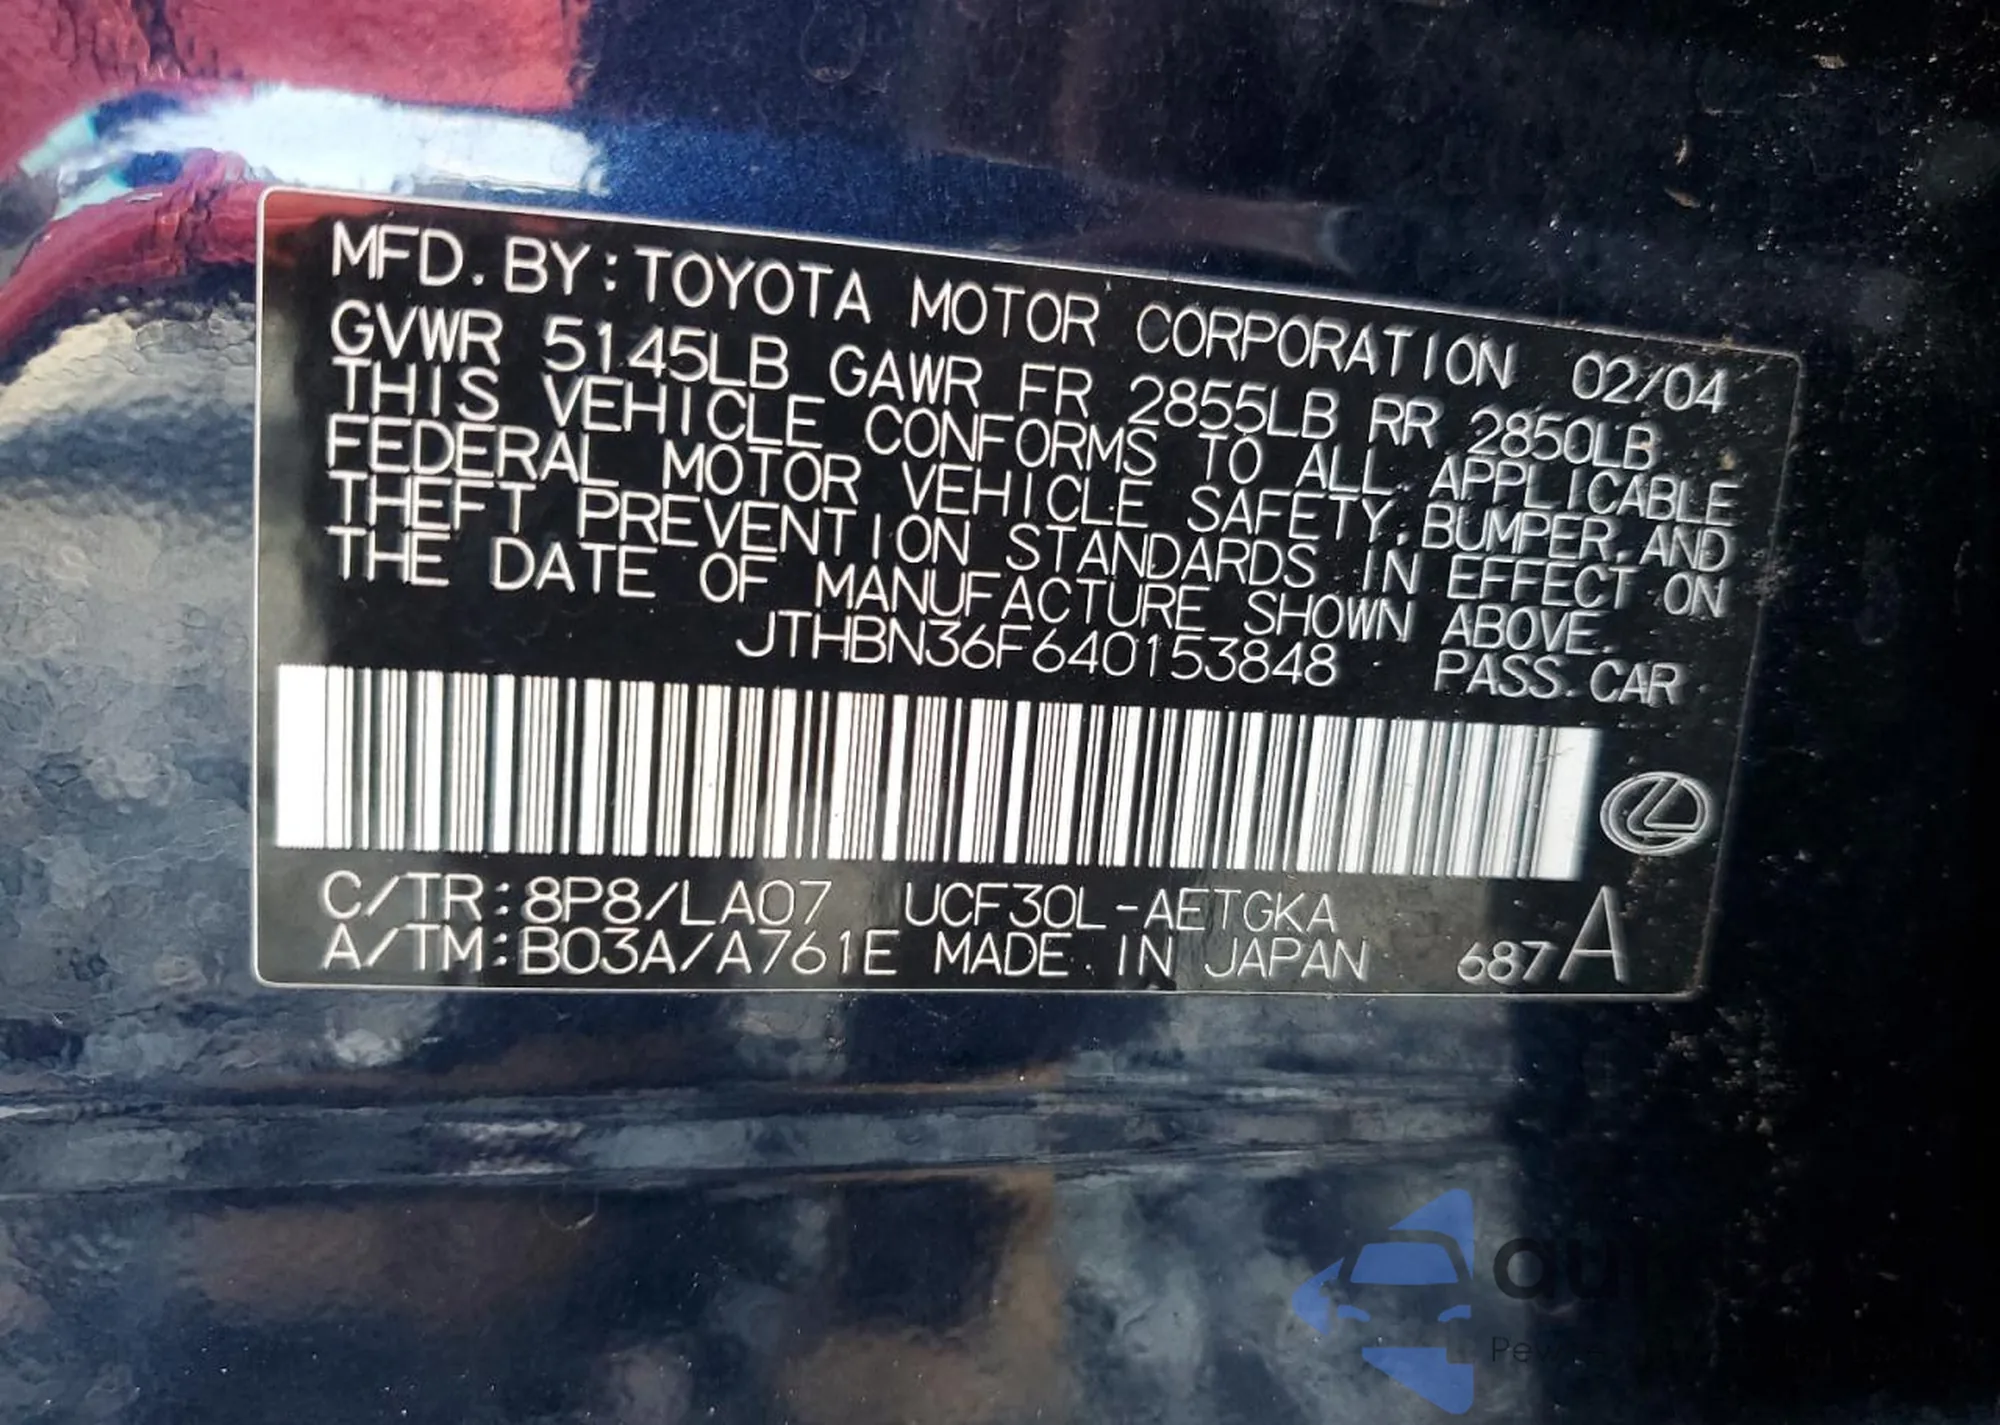 MFD. BY: TOYOTA MOTOR CORPORATION 02/04
GVWR 5145LB GAWR FR 2855LB RR 2850LB
THIS VEHICLE CONFORMS TO ALL APPLICABLE
FEDERAL MOTOR VEHICLE SAFETY, BUMPER, AND
THEFT PREVENTION STANDARDS IN EFFECT ON
THE DATE OF MANUFACTURE SHOWN ABOVE.
JTHBN36F640153848 PASS. CAR
C/TR: 8P8/LA07 UCF30L-AETGKA
A/TM: B03A/A761E MADE IN JAPAN 687A